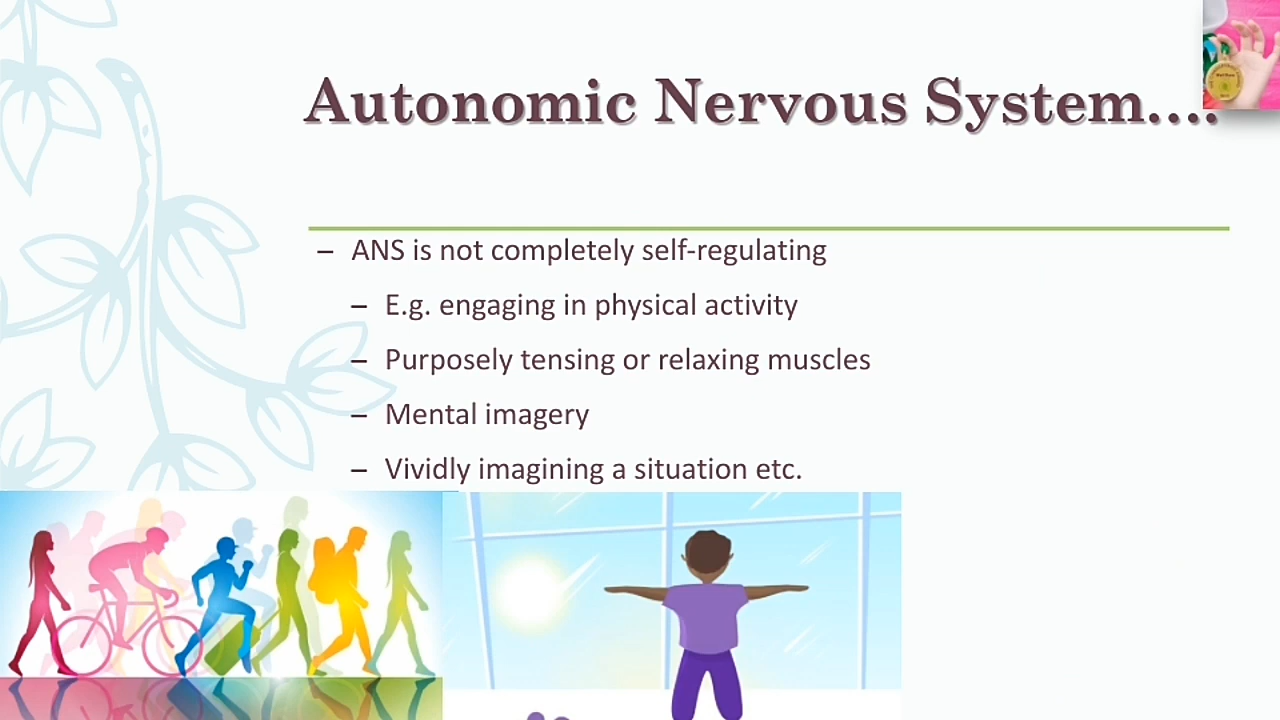 Autonomic Nervous System....
– ANS is not completely self-regulating
– E.g. engaging in physical activity
– Purposely tensing or relaxing muscles
– Mental imagery
– Vividly imagining a situation etc.